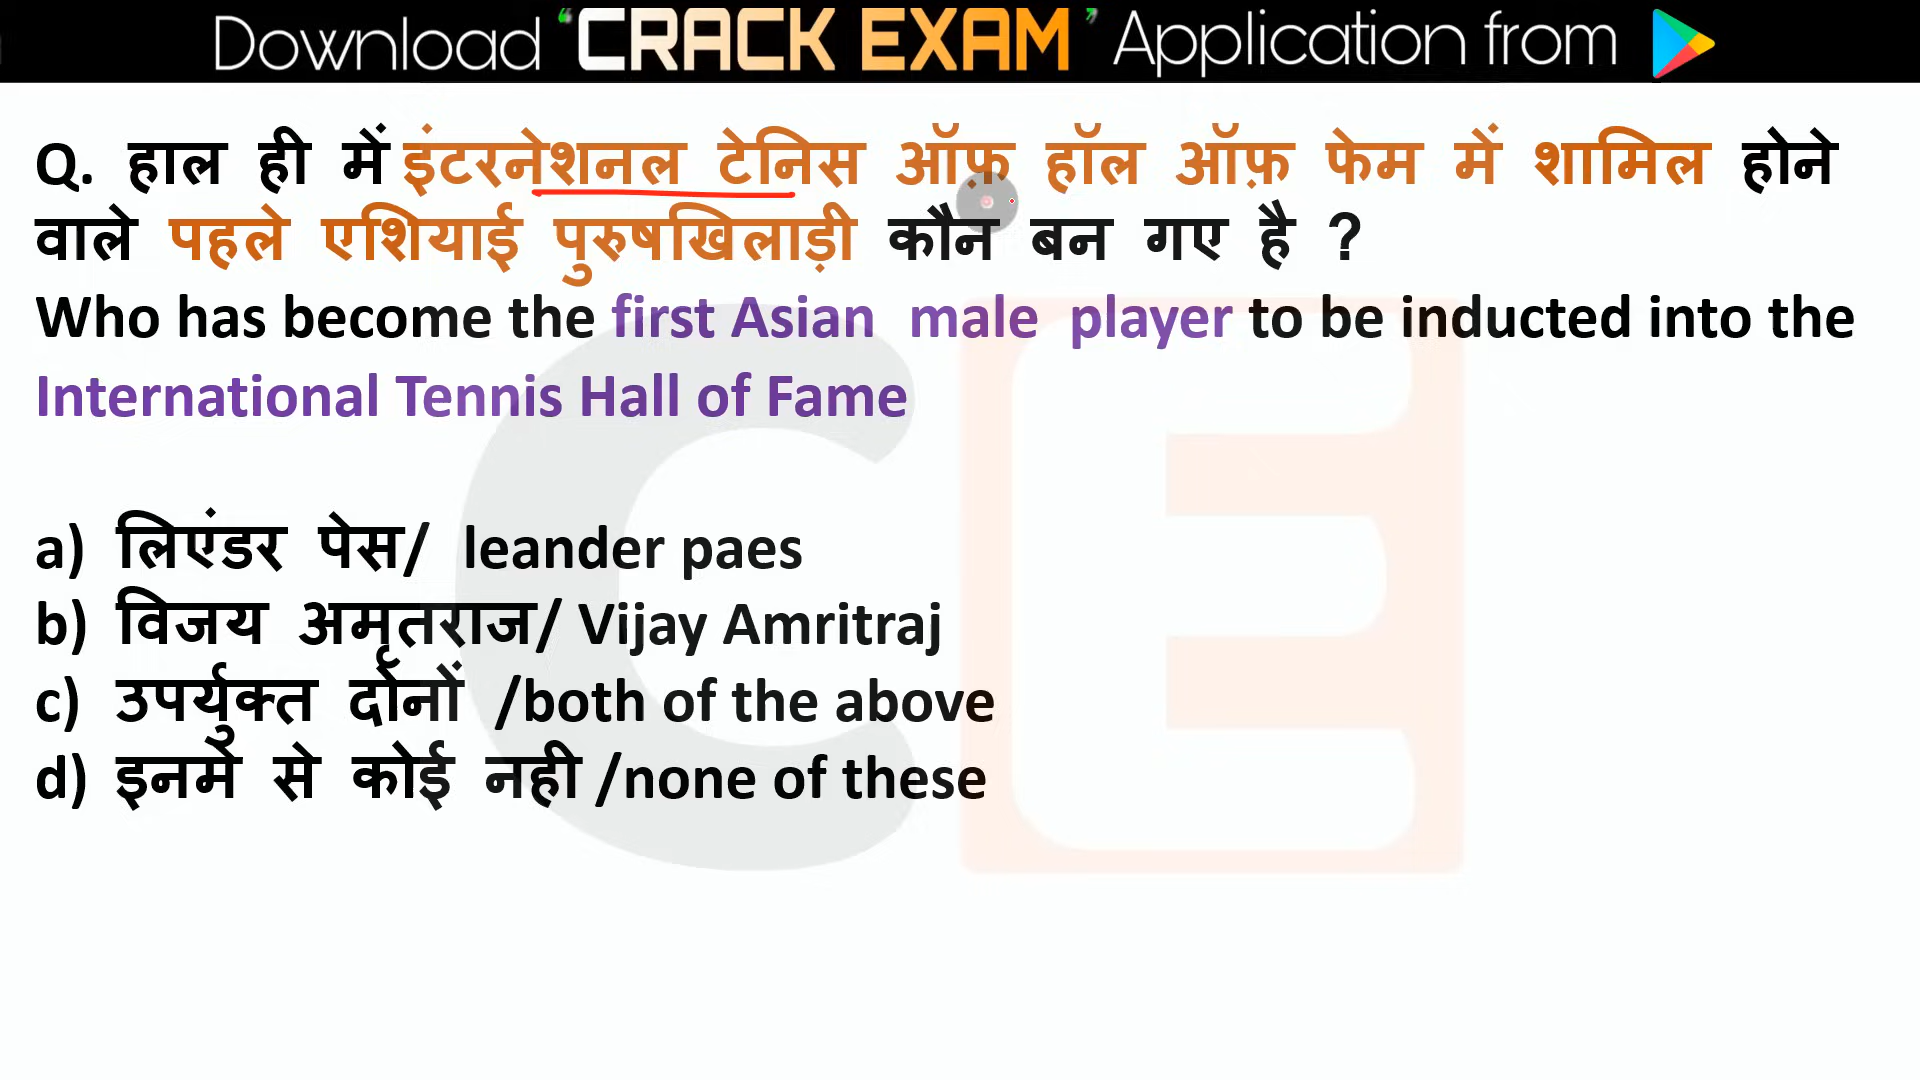 Download ‘CRACK EXAM’ Application from
Q. हाल ही में इंटरनेशनल टेनिस ऑफ़ हॉल ऑफ़ फेम में शामिल होने
वाले पहले एशियाई पुरुषखिलाड़ी कौन बन गए है ?
Who has become the first Asian male player to be inducted into the
International Tennis Hall of Fame
a) लिएंडर पेस/ leander paes
b) विजय अमृतराज/ Vijay Amritraj
c) उपर्युक्त दोनों /both of the above
d) इनमे से कोई नही /none of these
CE